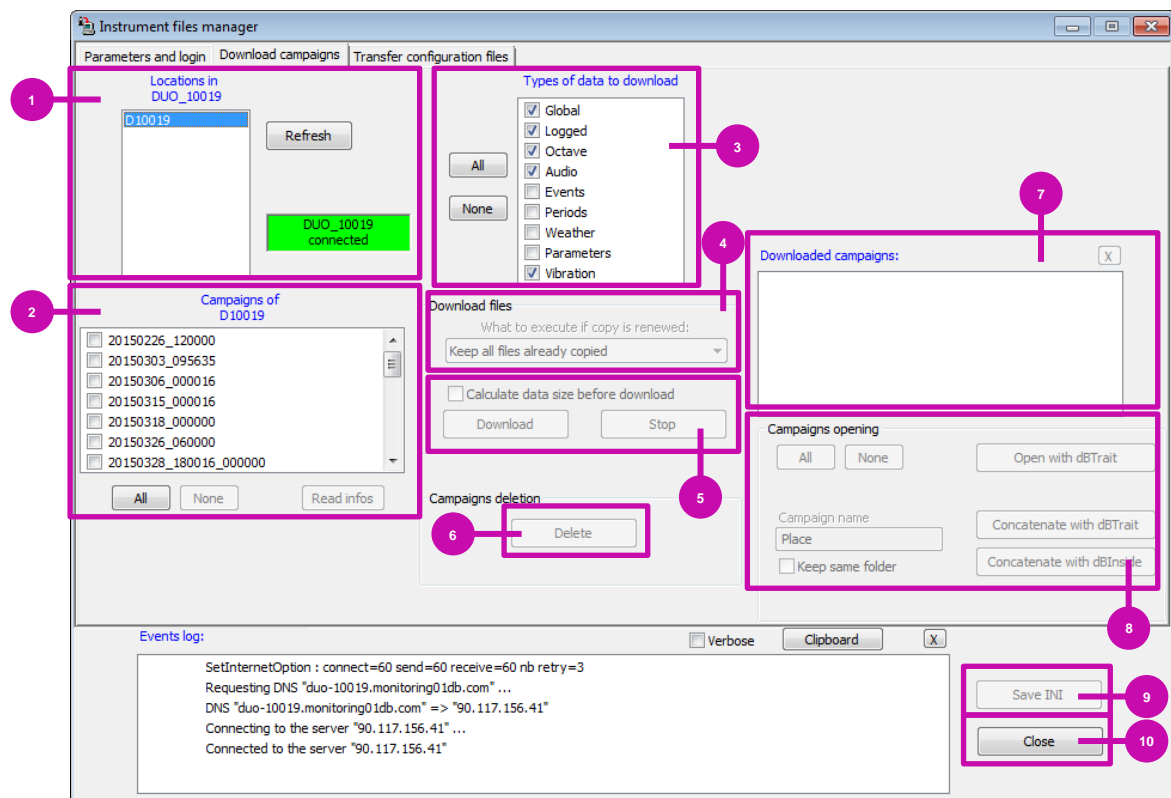 Instrument files manager
Parameters and login
Download campaigns
Transfer configuration files
1
Locations in
DUO_10019
D10019
Refresh
DUO_10019
connected
2
Campaigns of
D10019
20150226_120000
20150303_095635
20150306_000016
20150315_000016
20150318_000000
20150326_060000
20150328_180016_000000
All
None
Read infos
3
Types of data to download
All
None
Global
Logged
Octave
Audio
Events
Periods
Weather
Parameters
Vibration
4
Download files
What to execute if copy is renewed:
Keep all files already copied
Calculate data size before download
Download
Stop
5
Campaigns deletion
6
Delete
7
Downloaded campaigns:
X
Campaigns opening
All
None
Open with dBTrait
Campaign name
Place
Keep same folder
Concatenate with dBTrait
Concatenate with dBInside
8
Events log:
Verbose
Clipboard
X
SetInternetOption : connect=60 send=60 receive=60 nb retry=3
Requesting DNS "duo-10019.monitoring01db.com" ...
DNS "duo-10019.monitoring01db.com" => "90.117.156.41"
Connecting to the server "90.117.156.41" ...
Connected to the server "90.117.156.41"
Save INI
9
Close
10